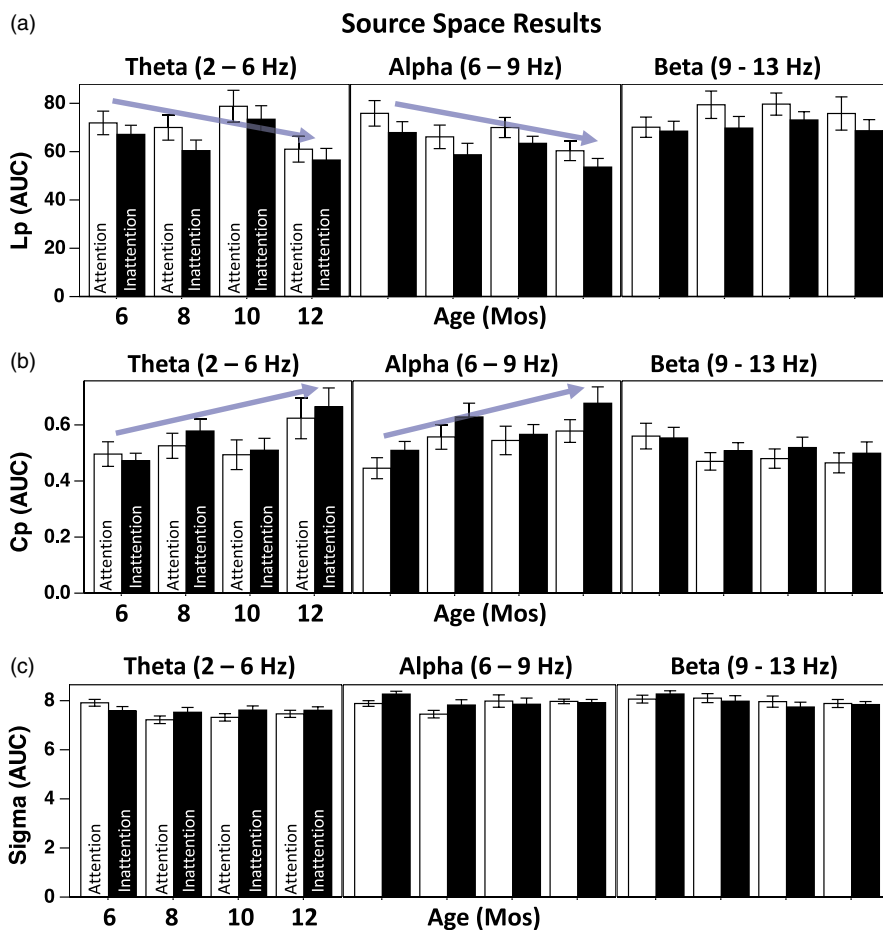 (a)
Source Space Results
Theta (2 – 6 Hz) Alpha (6 – 9 Hz) Beta (9 - 13 Hz)
Lp (AUC)
80
60
40
20
0
Attention Inattention Attention Inattention Attention Inattention Attention Inattention
6 8 10 12 Age (Mos)
(b)
Theta (2 – 6 Hz) Alpha (6 – 9 Hz) Beta (9 - 13 Hz)
Cp (AUC)
0.6
0.4
0.2
0.0
Attention Inattention Attention Inattention Attention Inattention Attention Inattention
6 8 10 12 Age (Mos)
(c)
Theta (2 – 6 Hz) Alpha (6 – 9 Hz) Beta (9 - 13 Hz)
Sigma (AUC)
8
6
4
2
0
Attention Inattention Attention Inattention Attention Inattention Attention Inattention
6 8 10 12 Age (Mos)